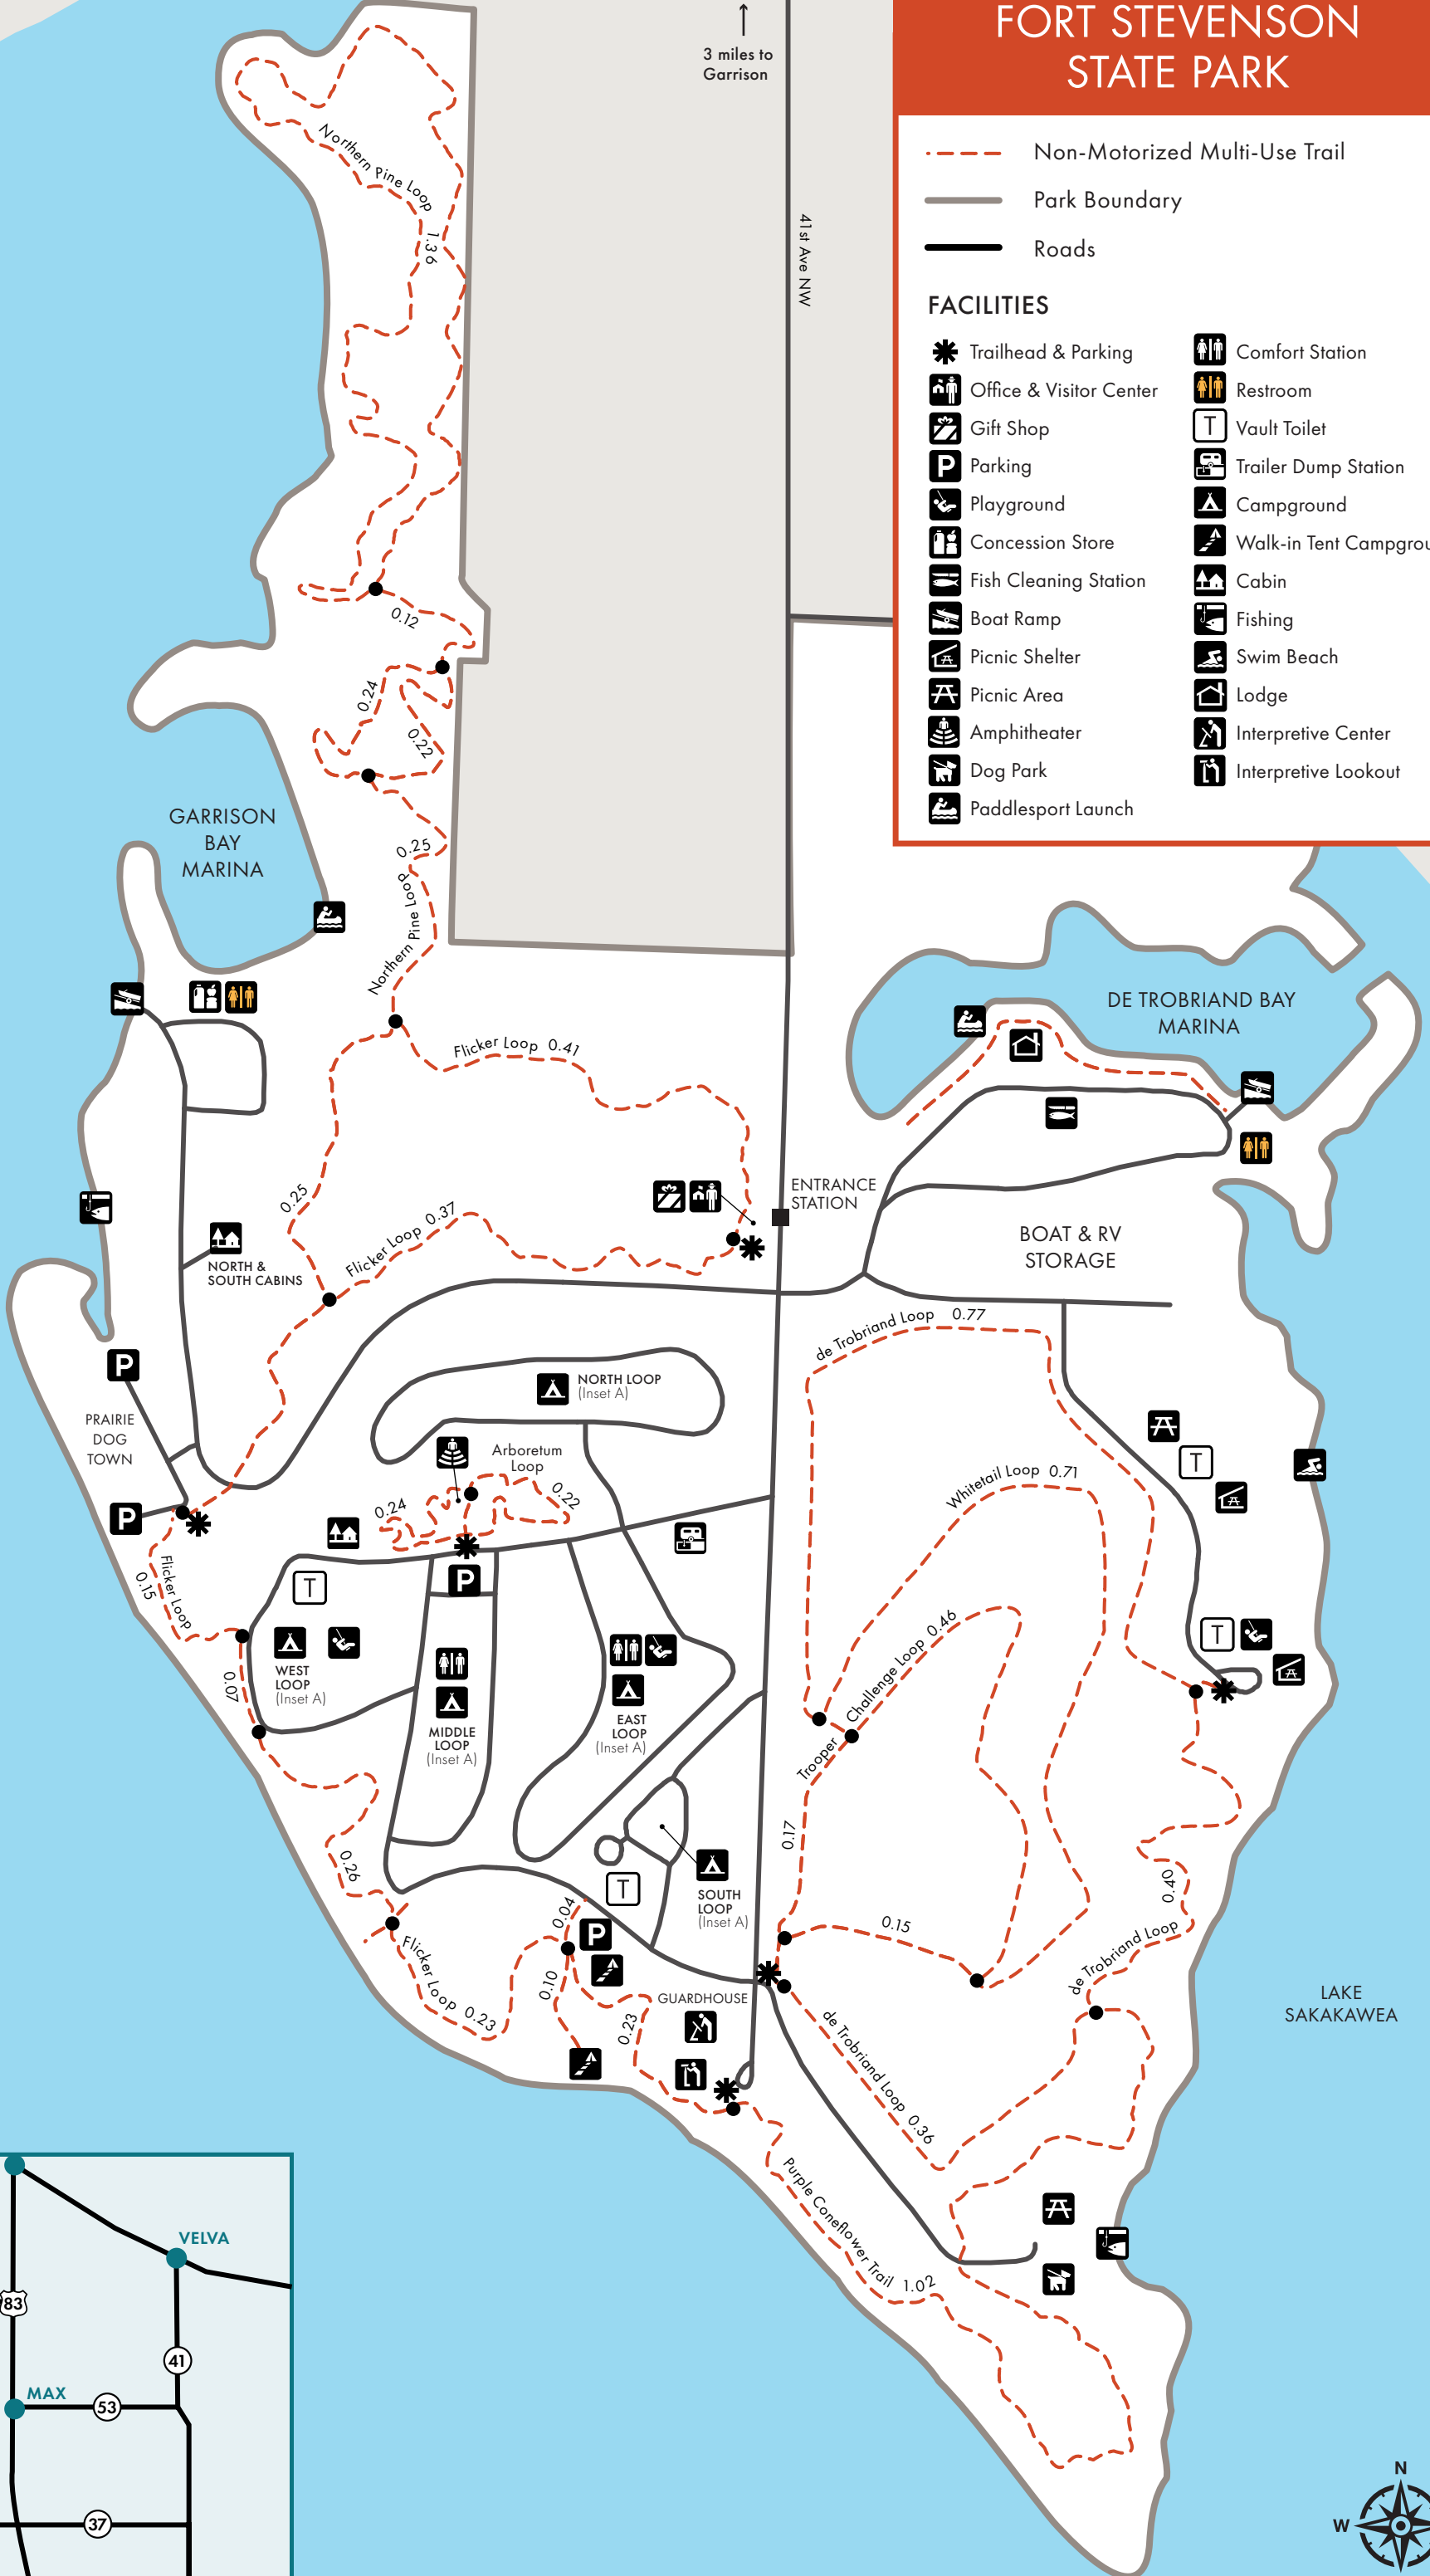 FORT STEVENSON
STATE PARK
3 miles to
Garrison
41st Ave NW
Non-Motorized Multi-Use Trail
Park Boundary
Roads
FACILITIES
Trailhead & Parking
Office & Visitor Center
Gift Shop
P Parking
Playground
Concession Store
Fish Cleaning Station
Boat Ramp
Picnic Shelter
Picnic Area
Amphitheater
Dog Park
Paddlesport Launch
Comfort Station
Restroom
T Vault Toilet
Trailer Dump Station
Campground
Walk-in Tent Campgrou
Cabin
Fishing
Swim Beach
Lodge
Interpretive Center
Interpretive Lookout
Northern Pine Loop 1.36
0.12
0.24
0.22
GARRISON
BAY
MARINA
0.25
Northern Pine Loop
Flicker Loop 0.41
DE TROBRIAND BAY
MARINA
ENTRANCE
STATION
0.25
Flicker Loop 0.37
BOAT & RV
STORAGE
NORTH &
SOUTH CABINS
de Trobriand Loop 0.77
P
NORTH LOOP
(Inset A)
PRAIRIE
DOG
TOWN
Arboretum
Loop
0.24
0.22
T
Whitetail Loop 0.71
P
Flicker Loop
0.15
T
P
WEST
LOOP
(Inset A)
0.07
MIDDLE
LOOP
(Inset A)
EAST
LOOP
(Inset A)
T
Trooper Challenge Loop 0.46
0.17
0.26
T
SOUTH
LOOP
(Inset A)
0.04
P
0.15
0.40
de Trobriand Loop
Flicker Loop 0.23
0.10
0.23
GUARDHOUSE
LAKE
SAKAKAWEA
de Trobriand Loop 0.36
Purple Coneflower Trail 1.02
VELVA
83
41
MAX
53
37
N
W